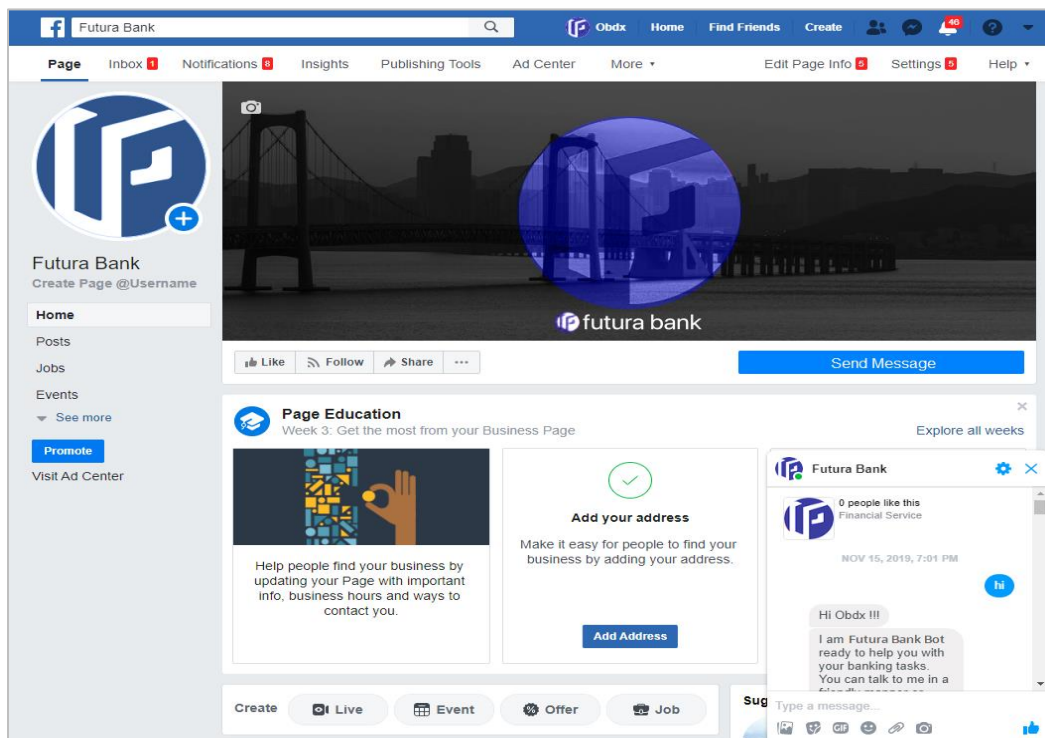 Futura Bank
Obdx Home Find Friends Create 46
Page Inbox 1 Notifications 8 Insights Publishing Tools Ad Center More Edit Page Info 5 Settings 5 Help
Futura Bank
Create Page @Username
Home
Posts
Jobs
Events
See more
Promote
Visit Ad Center
futura bank
Like Follow Share ...
Send Message
Page Education
Week 3: Get the most from your Business Page
Explore all weeks
Help people find your business by
updating your Page with important
info, business hours and ways to
contact you.
Add your address
Make it easy for people to find your
business by adding your address.
Add Address
Create Live Event Offer Job
Sug
Futura Bank
0 people like this
Financial Service
NOV 15, 2019, 7:01 PM
hi
Hi Obdx !!!
I am Futura Bank Bot
ready to help you with
your banking tasks.
You can talk to me in a
Type a message...
GIF